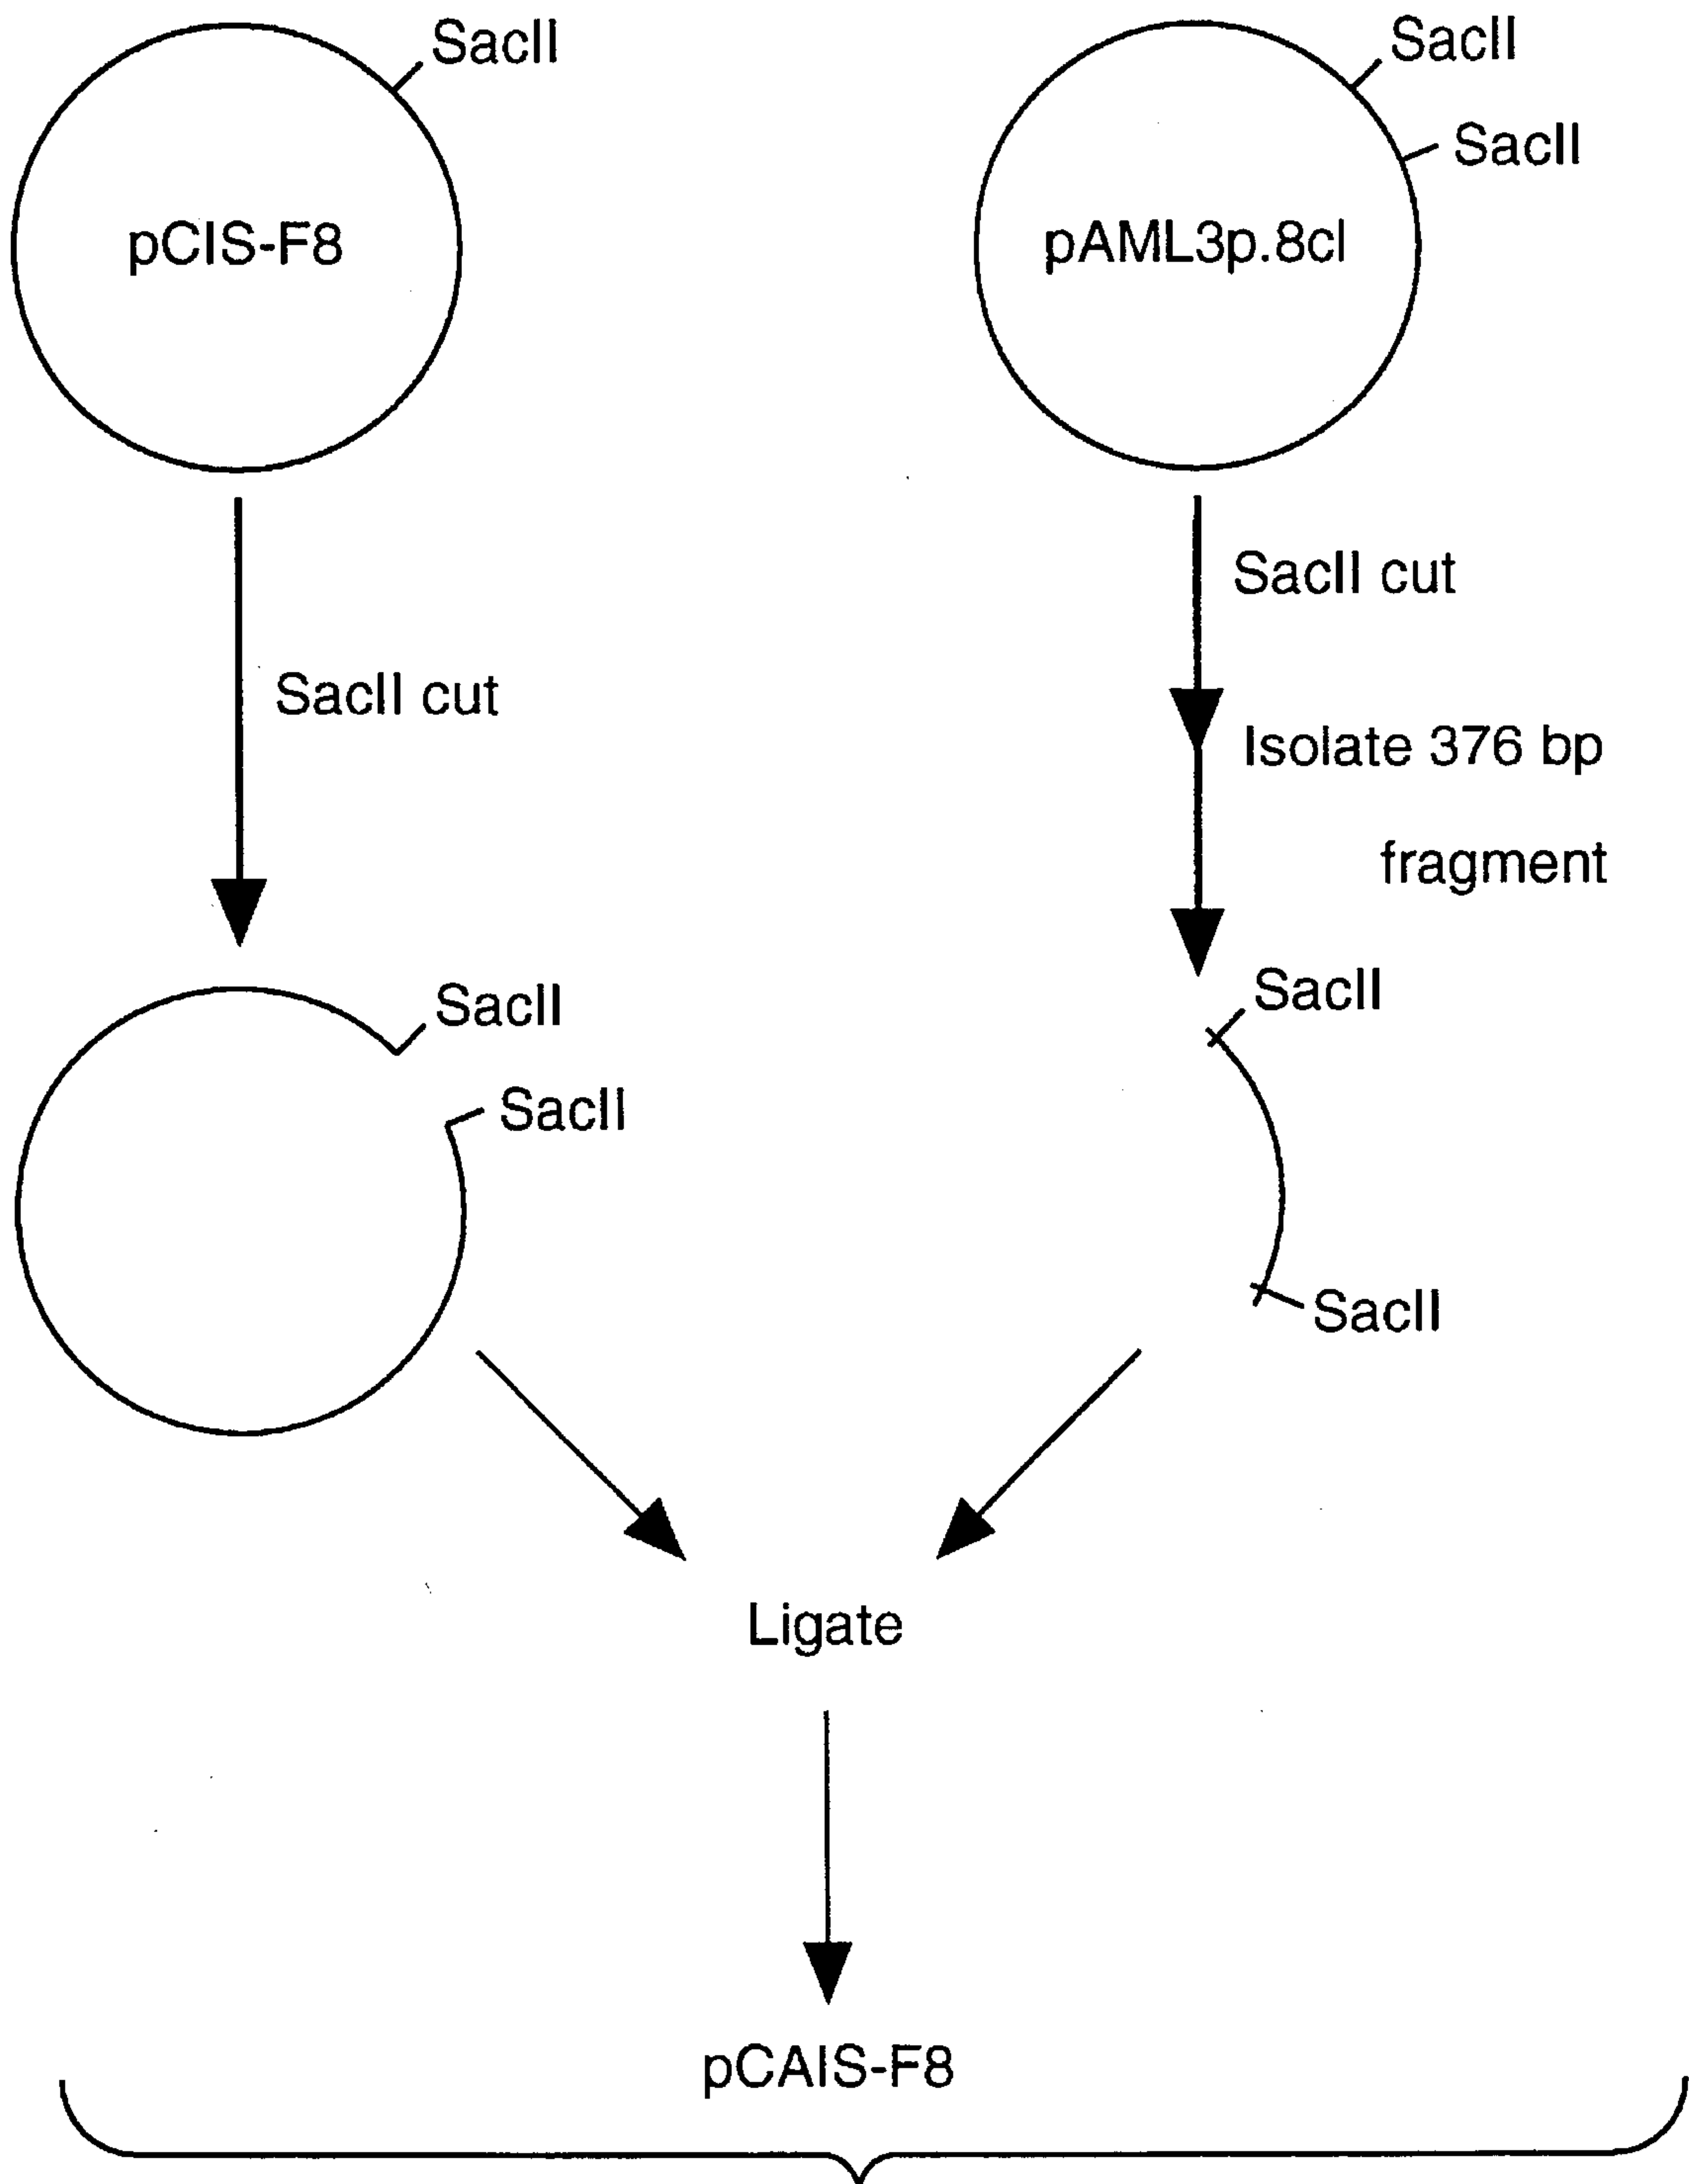 SacII
SacII
SacII
pCIS-F8
pAML3p.8cl
SacII cut
SacII cut
Isolate 376 bp
fragment
SacII
SacII
SacII
SacII
Ligate
pCAIS-F8